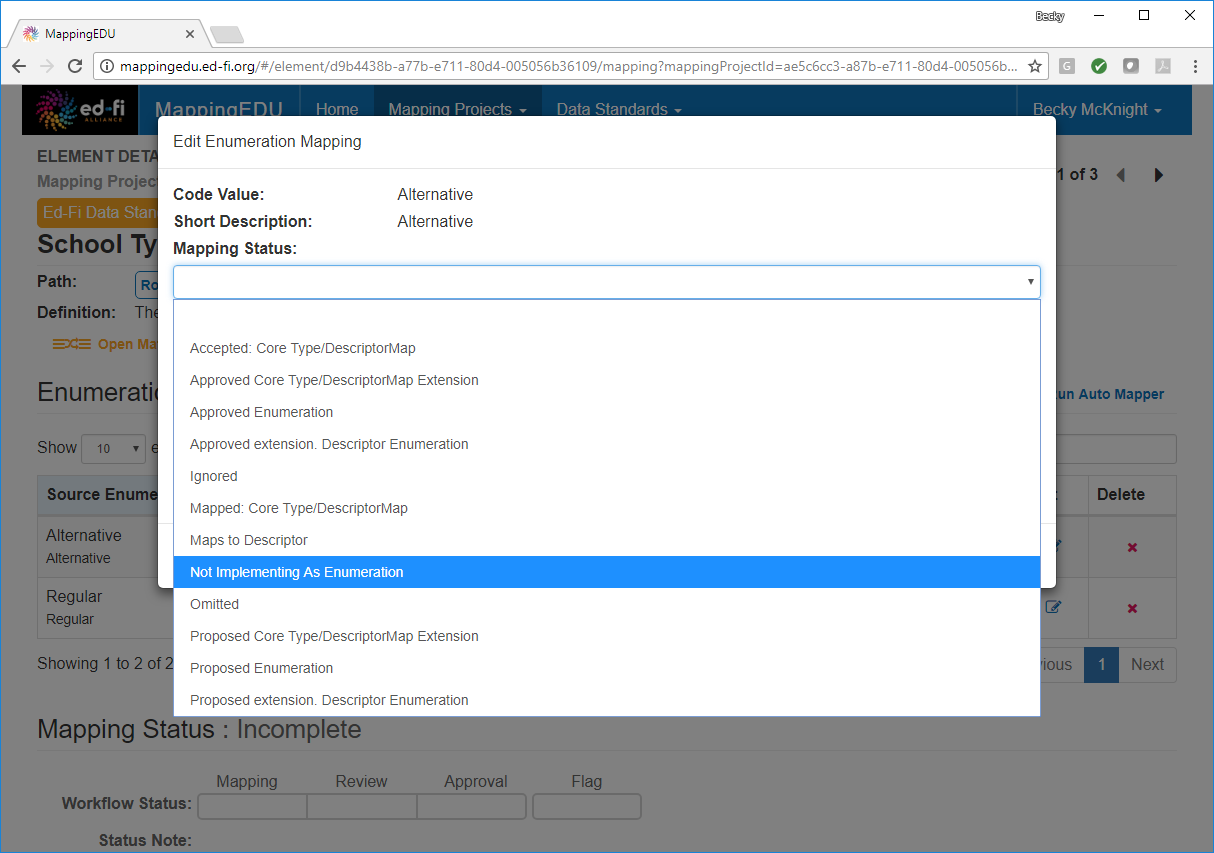 Becky
MappingEDU
mappingedu.ed-fi.org/#/element/d9b4438b-a77b-e711-80d4-005056b36109/mapping?mappingProjectId=ae5c6cc3-a87b-e711-80d4-005056b...
G
ed-fi
ALLIANCE
MappingEDU Home Mapping Projects Data Standards Becky McKnight
Edit Enumeration Mapping
ELEMENT DETA
Mapping Project
1 of 3
Ed-Fi Data Stan
School Ty
Code Value: Alternative
Short Description: Alternative
Mapping Status:
Path: Ro
Definition: The
Open Ma
Accepted: Core Type/DescriptorMap
Approved Core Type/DescriptorMap Extension
Approved Enumeration
Approved extension. Descriptor Enumeration
Ignored
Mapped: Core Type/DescriptorMap
Maps to Descriptor
Not Implementing As Enumeration
Omitted
Proposed Core Type/DescriptorMap Extension
Proposed Enumeration
Proposed extension. Descriptor Enumeration
Enumeratio
un Auto Mapper
Show 10 e
Source Enume
Delete
Alternative
Alternative
Regular
Regular
Showing 1 to 2 of 2
ious 1 Next
Mapping Status : Incomplete
Mapping Review Approval Flag
Workflow Status:
Status Note: